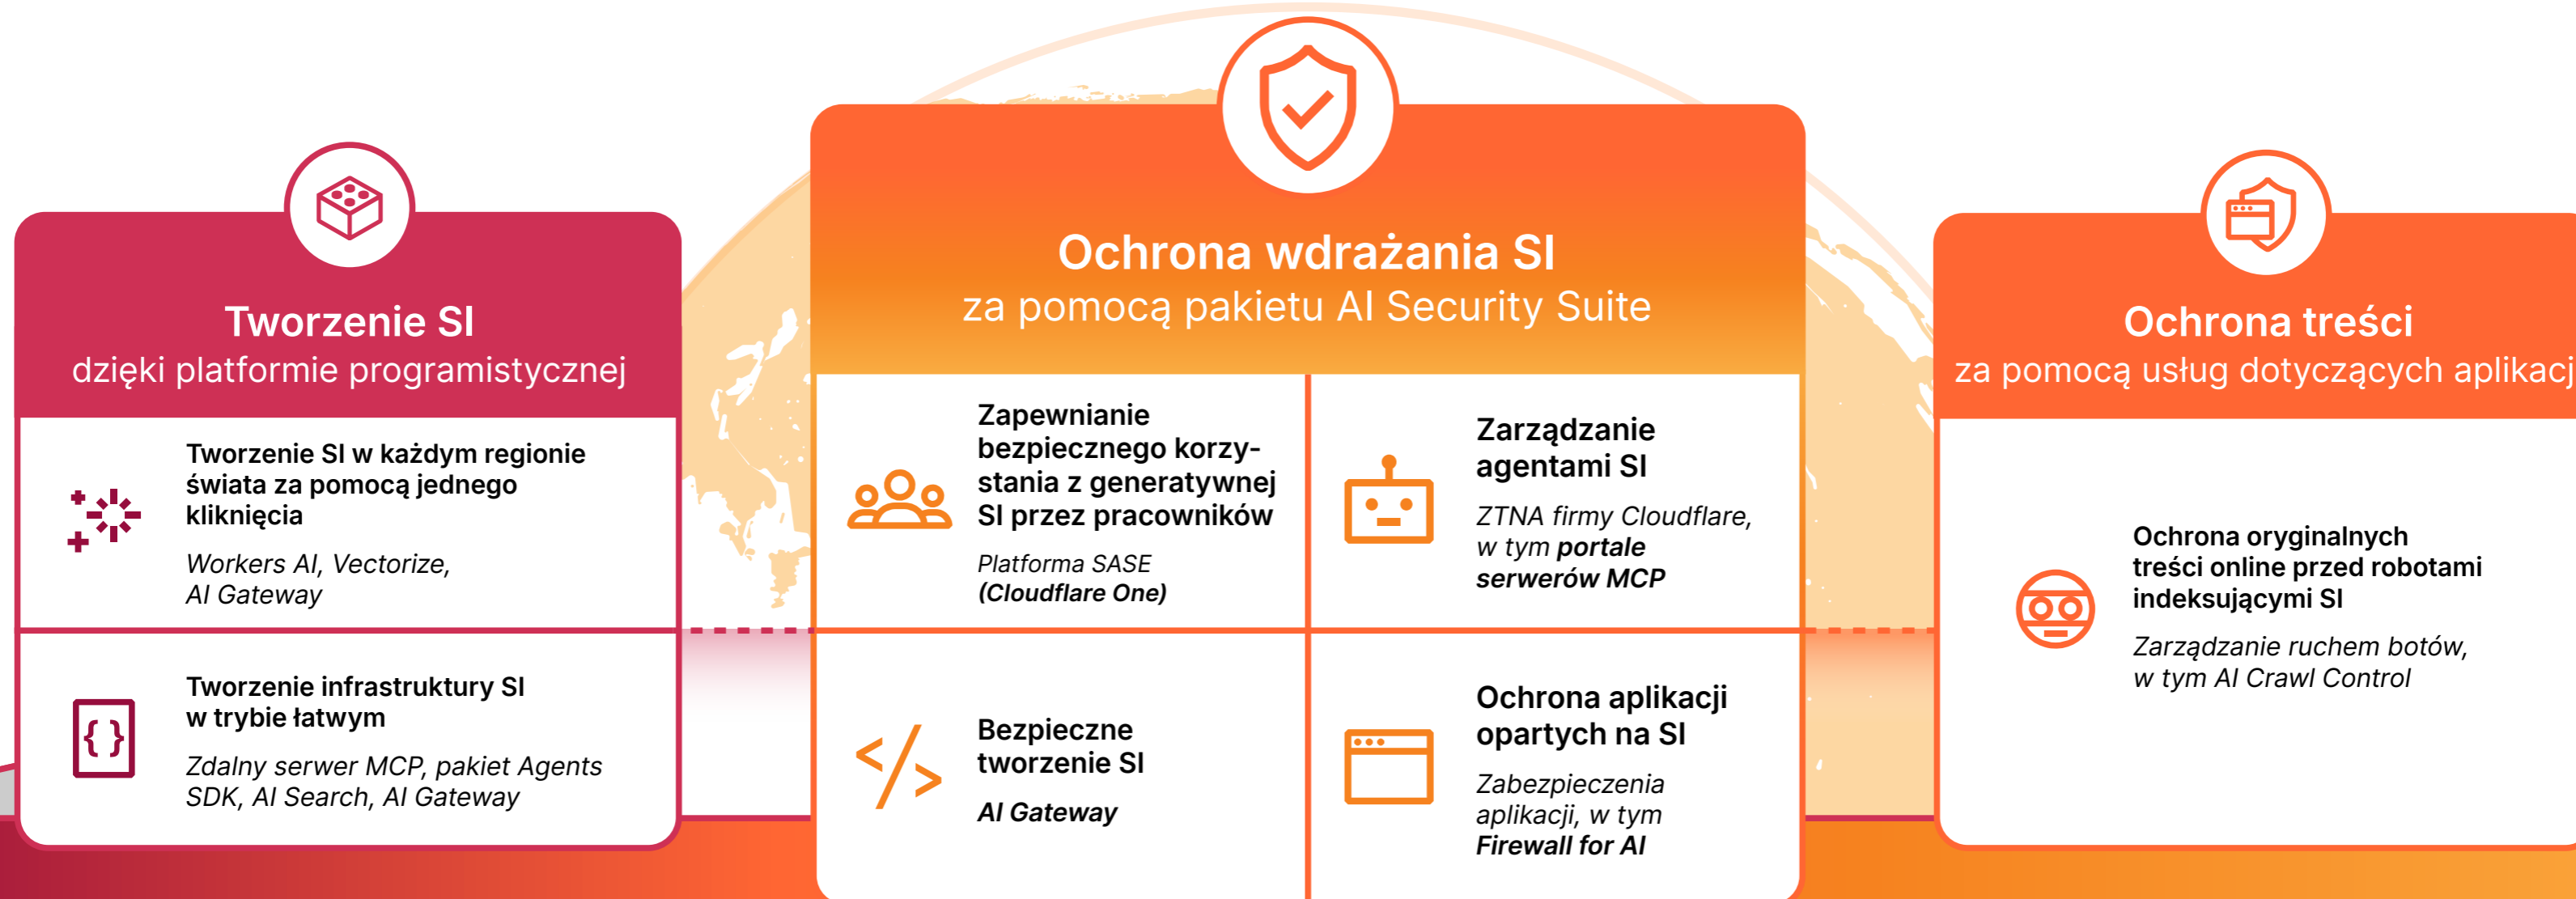 Tworzenie SI
dzięki platformie programistycznej
Tworzenie SI w każdym regionie
świata za pomocą jednego
kliknięcia
Workers AI, Vectorize,
AI Gateway
Tworzenie infrastruktury SI
w trybie łatwym
Zdalny serwer MCP, pakiet Agents
SDK, AI Search, AI Gateway
Ochrona wdrażania SI
za pomocą pakietu AI Security Suite
Zapewnianie
bezpiecznego korzy-
stania z generatywnej
SI przez pracowników
Platforma SASE
(Cloudflare One)
Zarządzanie
agentami SI
ZTNA firmy Cloudflare,
w tym portale
serwerów MCP
Bezpieczne
tworzenie SI
AI Gateway
Ochrona aplikacji
opartych na SI
Zabezpieczenia
aplikacji, w tym
Firewall for AI
Ochrona treści
za pomocą usług dotyczących aplikacj
Ochrona oryginalnych
treści online przed robotami
indeksującymi SI
Zarządzanie ruchem botów,
w tym AI Crawl Control